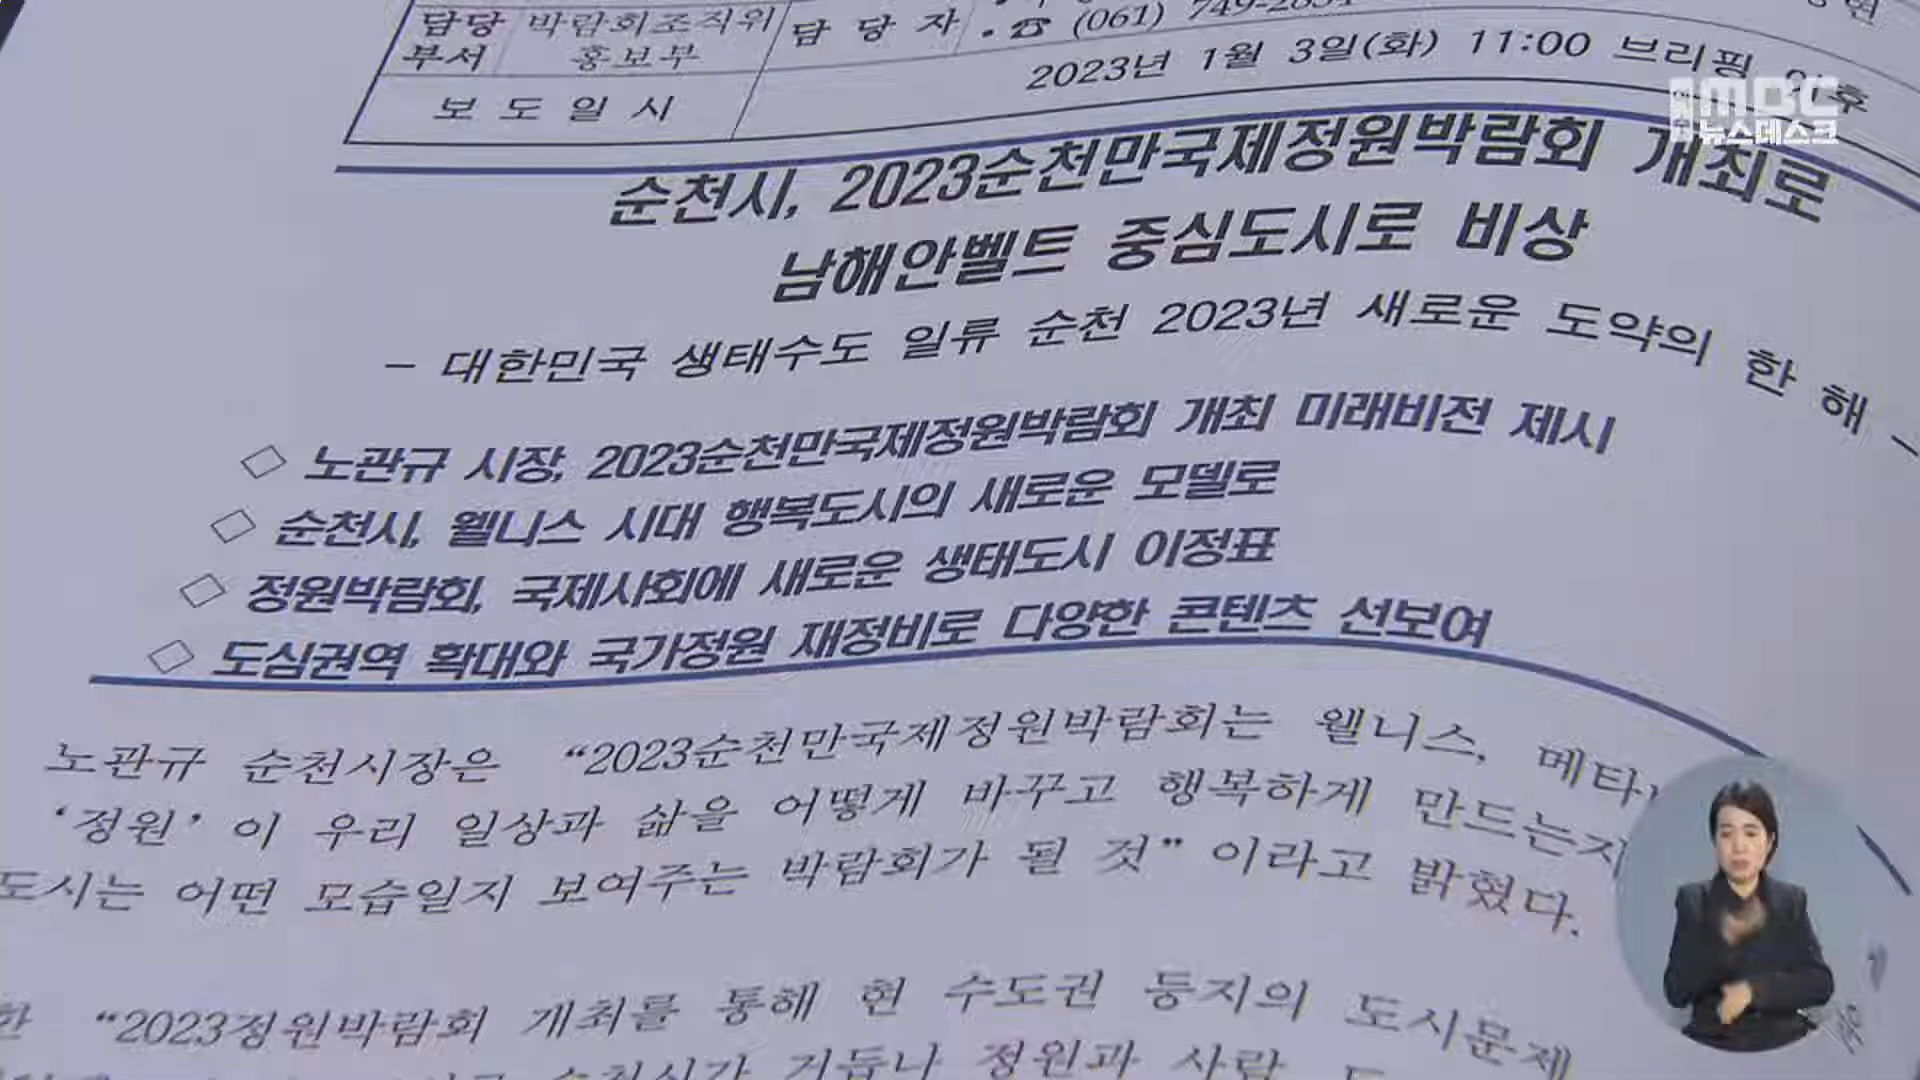 담당 부서
박람회조직위 홍보부
담 당 자
☎ (061)
보 도 일 시
2023년 1월 3일(화) 11:00 브리핑 이후
MBC
뉴스데스크
순천시, 2023순천만국제정원박람회 개최로
남해안벨트 중심도시로 비상
- 대한민국 생태수도 일류 순천 2023년 새로운 도약의 한 해 -
◇ 노관규 시장, 2023순천만국제정원박람회 개최 미래비전 제시
◇ 순천시, 웰니스 시대 행복도시의 새로운 모델로
◇ 정원박람회, 국제사회에 새로운 생태도시 이정표
◇ 도심권역 확대와 국가정원 재정비로 다양한 콘텐츠 선보여
노관규 순천시장은 “2023순천만국제정원박람회는 웰니스, 메타
‘정원’이 우리 일상과 삶을 어떻게 바꾸고 행복하게 만드는지
도시는 어떤 모습일지 보여주는 박람회가 될 것”이라고 밝혔다.
한 “2023정원박람회 개최를 통해 현 수도권 등지의 도시문제
거듭나 정원과 사람